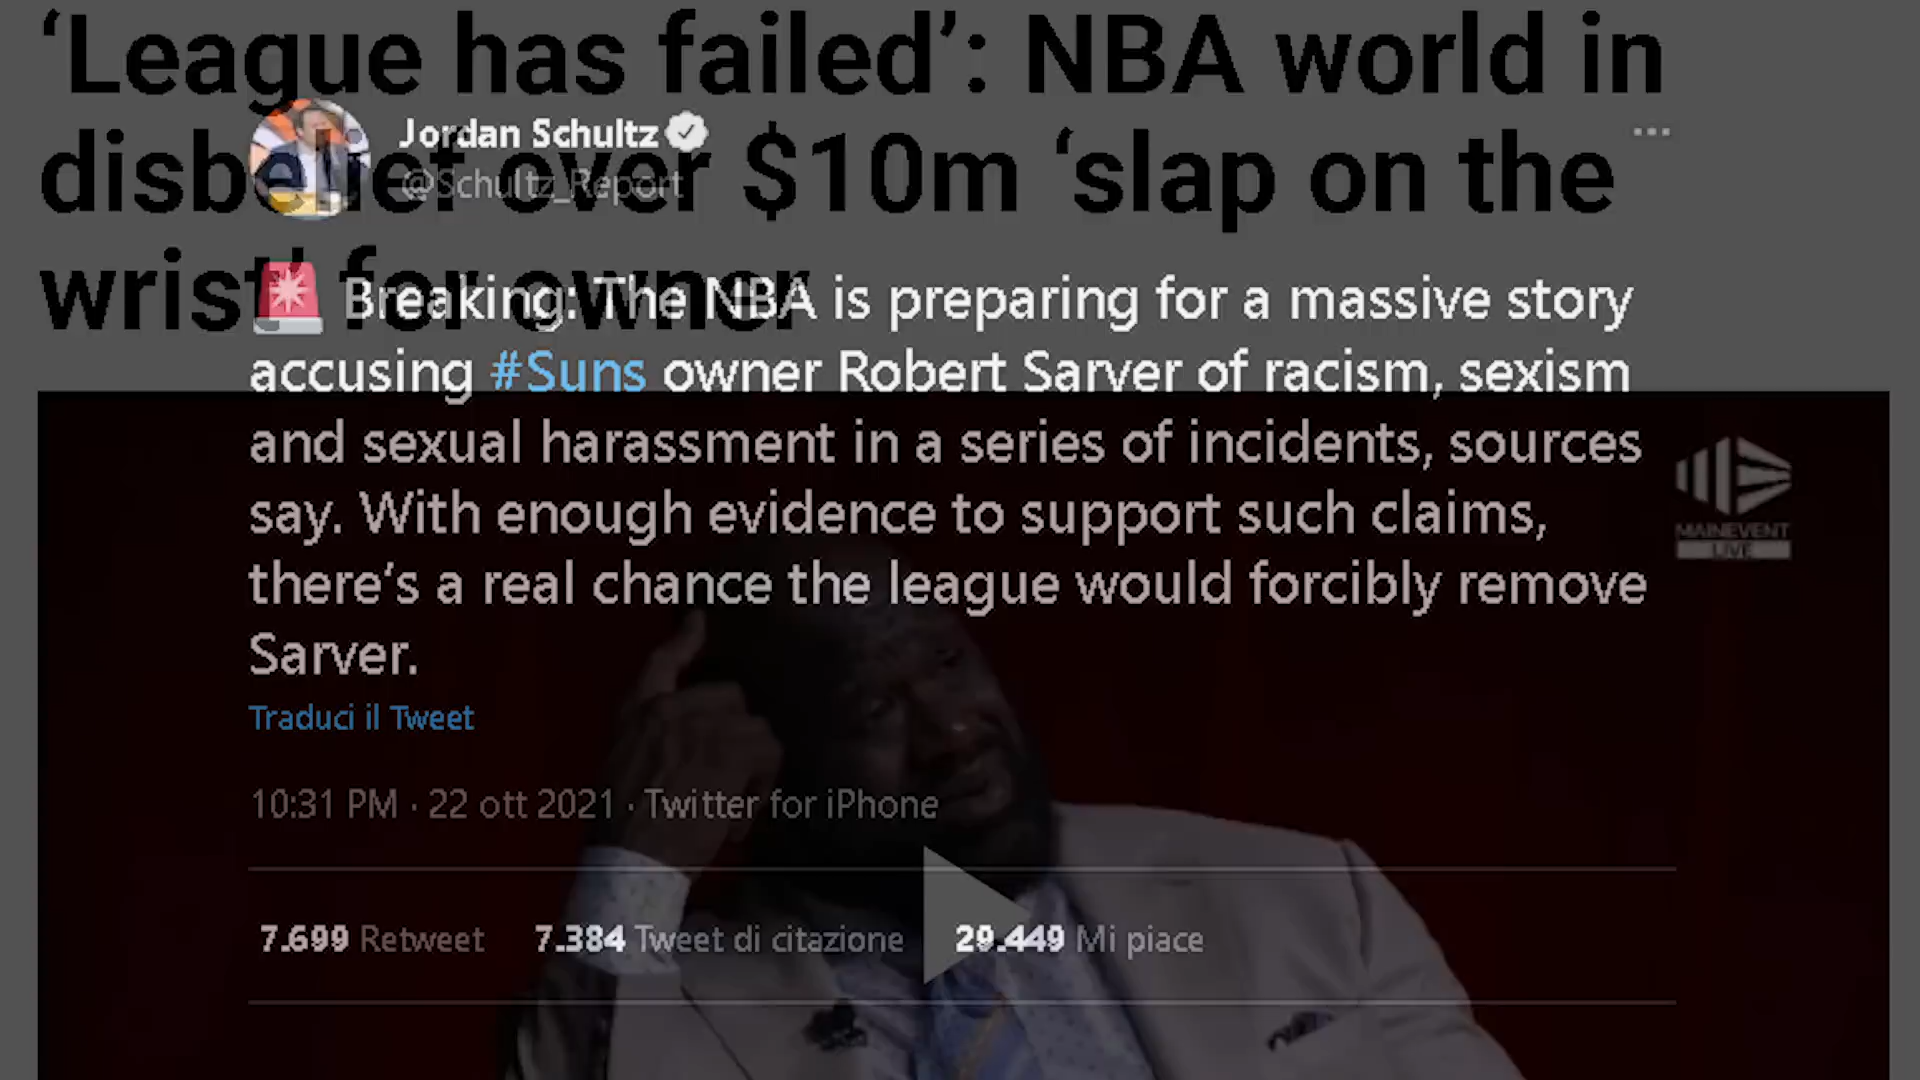 ‘League has failed’: NBA world in
disbelief over $10m ‘slap on the
wrist’ for owner
Jordan Schultz
@Schultz_Report
Breaking: The NBA is preparing for a massive story
accusing #Suns owner Robert Sarver of racism, sexism
and sexual harassment in a series of incidents, sources
say. With enough evidence to support such claims,
there’s a real chance the league would forcibly remove
Sarver.
Traduci il Tweet
10:31 PM · 22 ott 2021 · Twitter for iPhone
7.699 Retweet 7.384 Tweet di citazione 29.449 Mi piace
MAINEVENT
LIVE